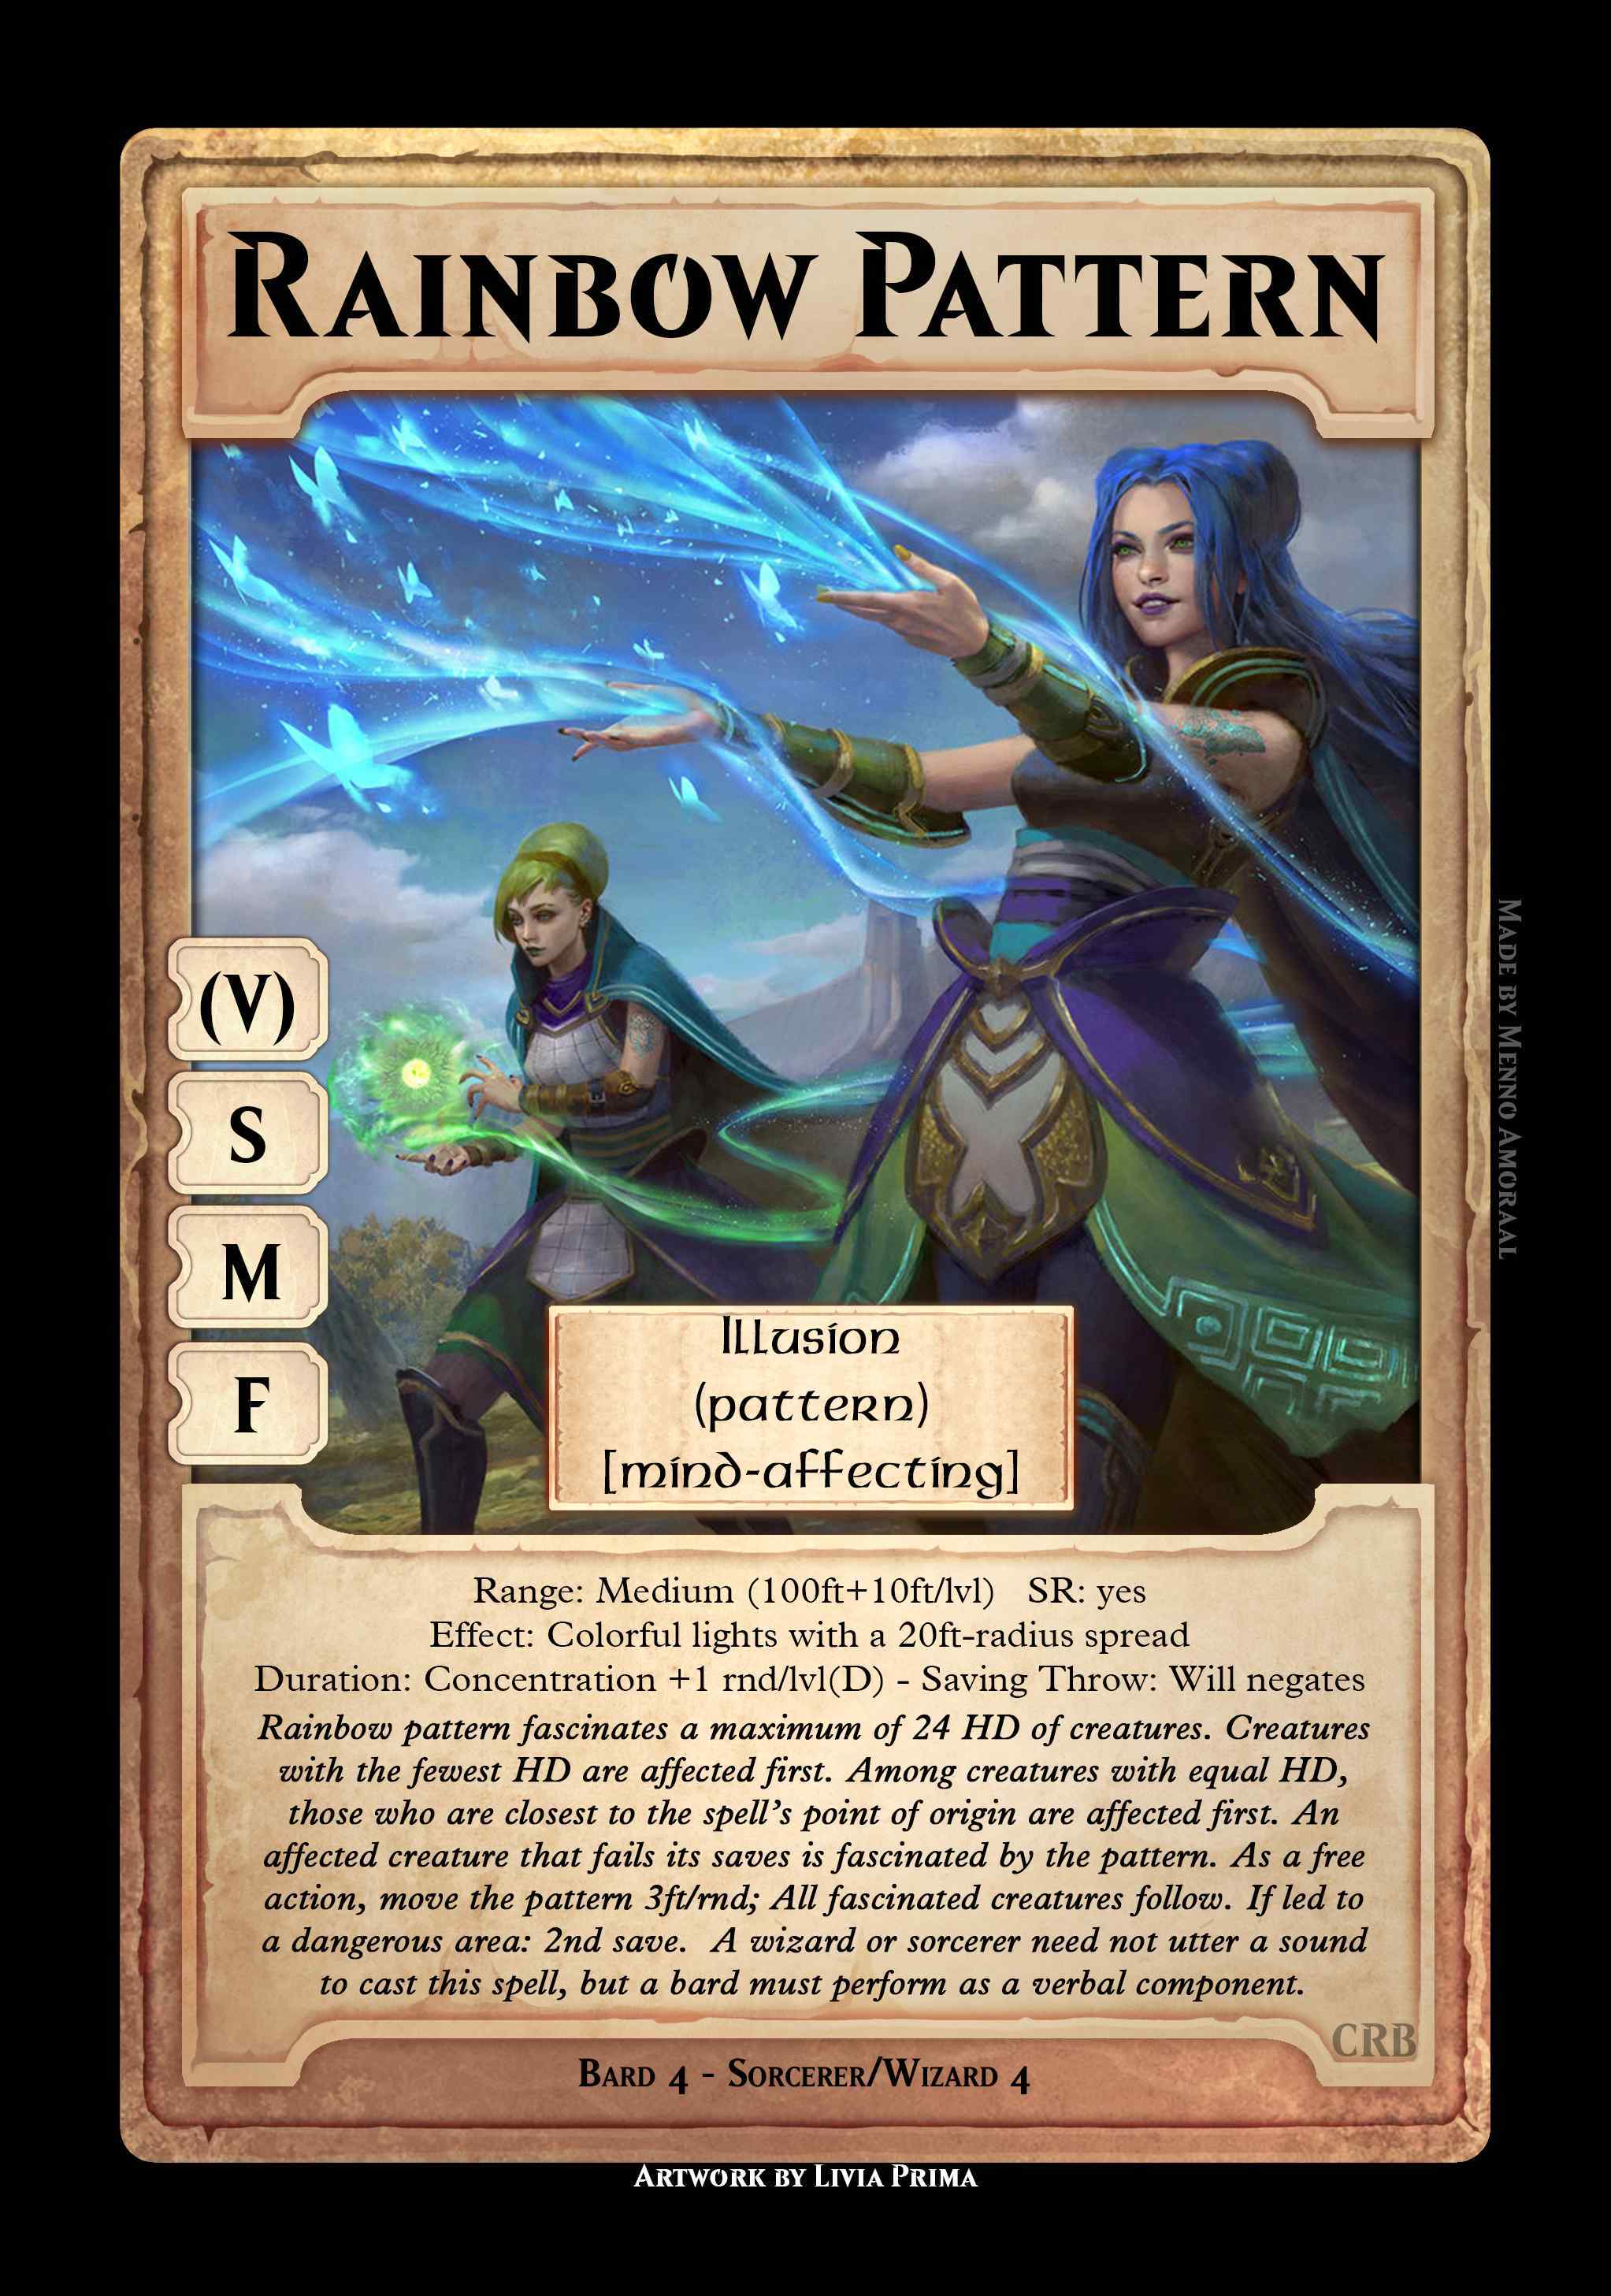 Rainbow Pattern
(V)
S
M
F
Illusion
(pattern)
[mind-affecting]
Range: Medium (100ft+10ft/lvl)   SR: yes
Effect: Colorful lights with a 20ft-radius spread
Duration: Concentration +1 rnd/lvl(D) - Saving Throw: Will negates
Rainbow pattern fascinates a maximum of 24 HD of creatures. Creatures
with the fewest HD are affected first. Among creatures with equal HD,
those who are closest to the spell's point of origin are affected first. An
affected creature that fails its saves is fascinated by the pattern. As a free
action, move the pattern 3ft/rnd; All fascinated creatures follow. If led to
a dangerous area: 2nd save.  A wizard or sorcerer need not utter a sound
to cast this spell, but a bard must perform as a verbal component.
CRB
Bard 4 - Sorcerer/Wizard 4
Artwork by Livia Prima
Made by Menno Amoraal